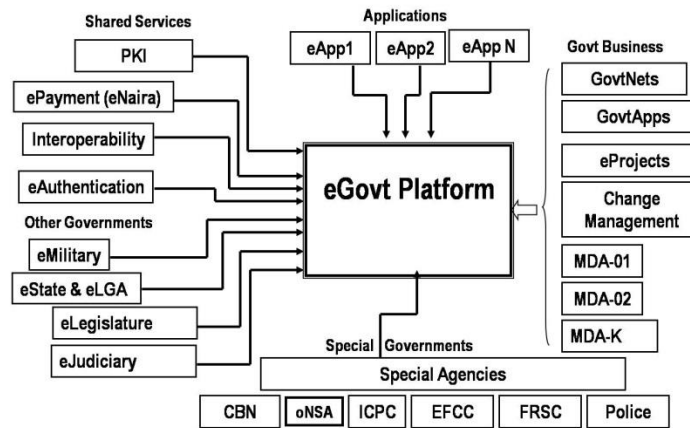 Shared Services
PKI
ePayment (eNaira)
Interoperability
eAuthentication
Other Governments
eMilitary
eState & eLGA
eLegislature
eJudiciary
Applications
eApp1
eApp2
eApp N
eGovt Platform
Govt Business
GovtNets
GovtApps
eProjects
Change
Management
MDA-01
MDA-02
MDA-K
Special Governments
Special Agencies
CBN
oNSA
ICPC
EFCC
FRSC
Police